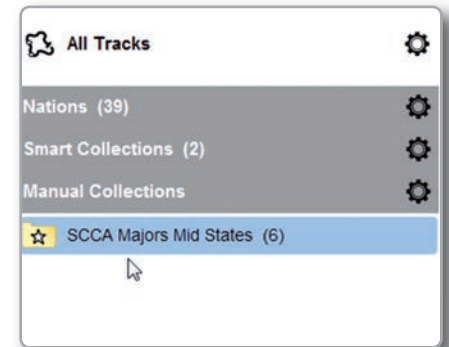 All Tracks
Nations (39)
Smart Collections (2)
Manual Collections
SCCA Majors Mid States (6)